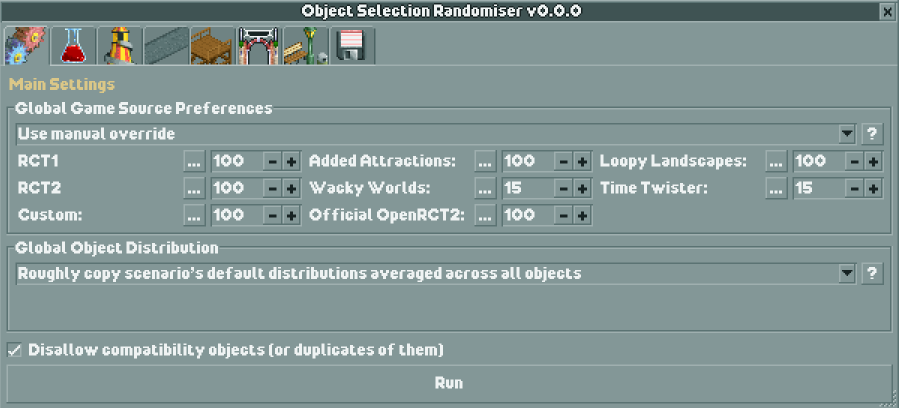 Object Selection Randomiser v0.0.0
Main Settings
Global Game Source Preferences
Use manual override ?
RCT1 ... 100 - + Added Attractions: ... 100 - + Loopy Landscapes: ... 100 - +
RCT2 ... 100 - + Wacky Worlds: ... 15 - + Time Twister: ... 15 - +
Custom: ... 100 - + Official OpenRCT2: ... 100 - +
Global Object Distribution
Roughly copy scenario's default distributions averaged across all objects ?
Disallow compatibility objects (or duplicates of them)
Run